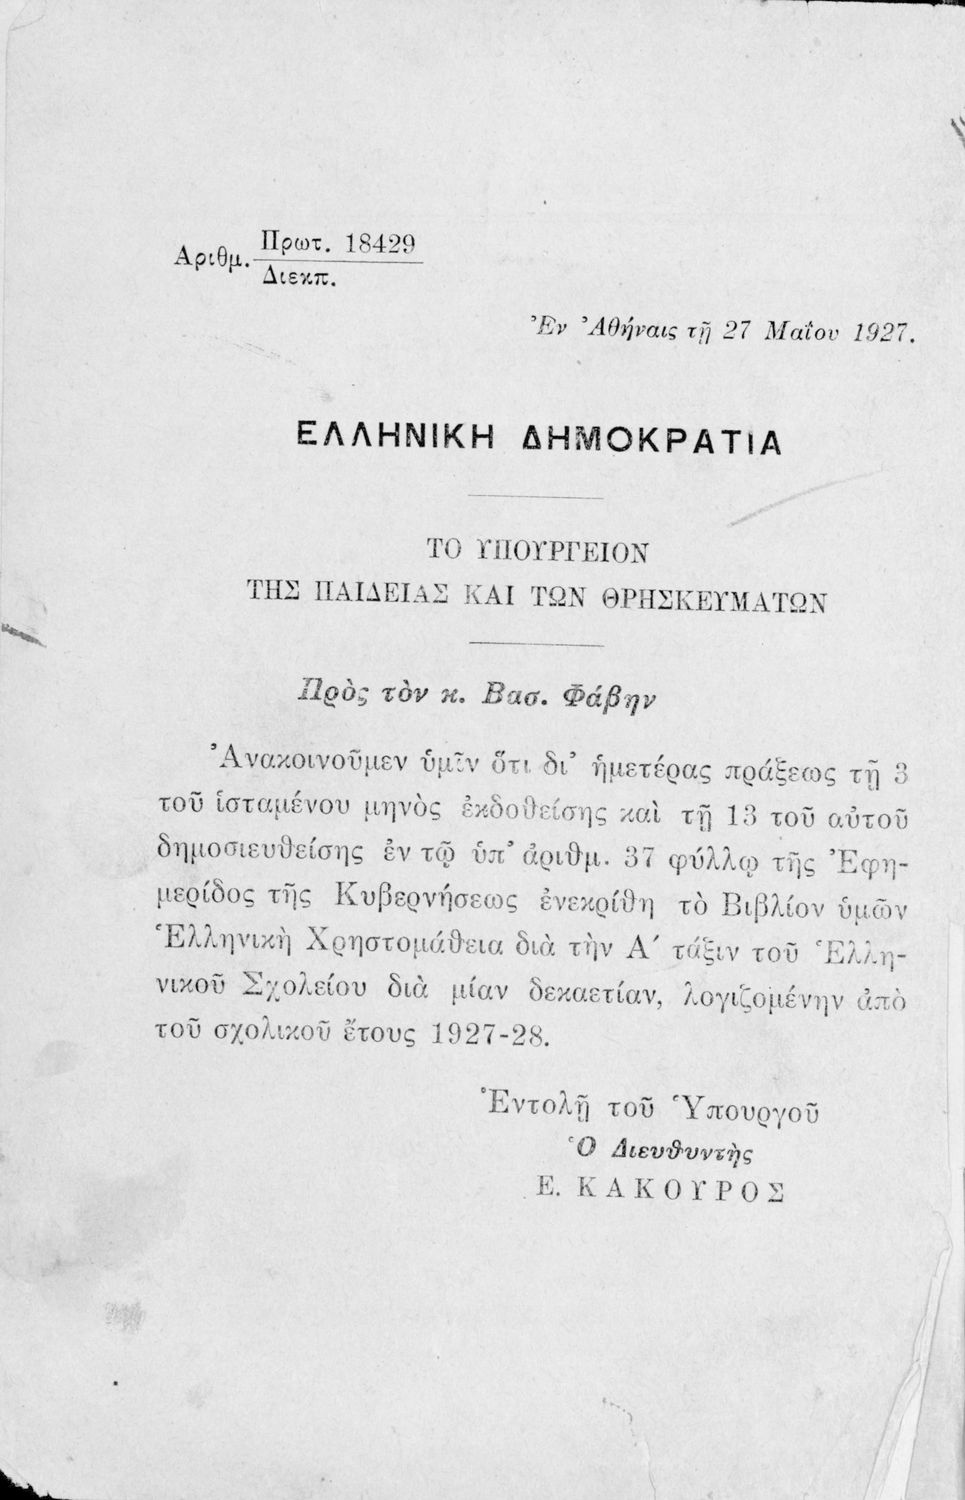 Αριθμ. Πρωτ. 18429
Διεκπ.
Ἐν Ἀθήναις τῇ 27 Μαΐου 1927.
ΕΛΛΗΝΙΚΗ ΔΗΜΟΚΡΑΤΙΑ
ΤΟ ΥΠΟΥΡΓΕΙΟΝ
ΤΗΣ ΠΑΙΔΕΙΑΣ ΚΑΙ ΤΩΝ ΘΡΗΣΚΕΥΜΑΤΩΝ
Πρὸς τὸν κ. Βασ. Φάβην
Ἀνακοινοῦμεν ὑμῖν ὅτι δι’ ἡμετέρας πράξεως τῇ 3
τοῦ ἱσταμένου μηνὸς ἐκδοθείσης καὶ τῇ 13 τοῦ αὐτοῦ
δημοσιευθείσης ἐν τῷ ὑπ’ ἀριθμ. 37 φύλλῳ τῆς Ἐφη-
μερίδος τῆς Κυβερνήσεως ἐνεκρίθη τὸ Βιβλίον ὑμῶν
Ἑλληνικὴ Χρηστομάθεια διὰ τὴν Α′ τάξιν τοῦ Ἑλλη-
νικοῦ Σχολείου διὰ μίαν δεκαετίαν, λογιζομένην ἀπὸ
τοῦ σχολικοῦ ἔτους 1927-28.
Ἐντολῇ τοῦ Ὑπουργοῦ
Ὁ Διευθυντὴς
Ε. ΚΑΚΟΥΡΟΣ